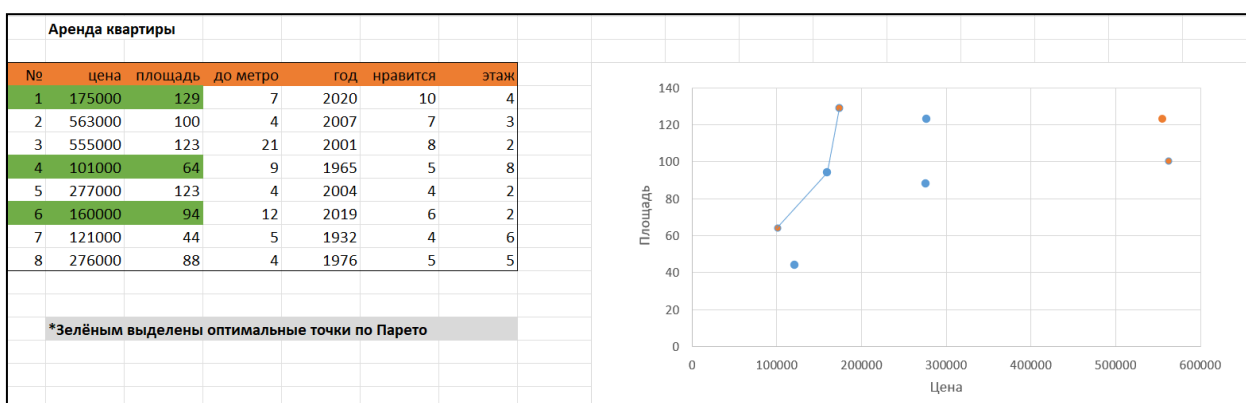 Аренда квартиры
№ цена площадь до метро год нравится этаж
1 175000 129 7 2020 10 4
2 563000 100 4 2007 7 3
3 555000 123 21 2001 8 2
4 101000 64 9 1965 5 8
5 277000 123 4 2004 4 2
6 160000 94 12 2019 6 2
7 121000 44 5 1932 4 6
8 276000 88 4 1976 5 5
*Зелёным выделены оптимальные точки по Парето
Площадь
140
120
100
80
60
40
20
0
0 100000 200000 300000 400000 500000 600000
Цена